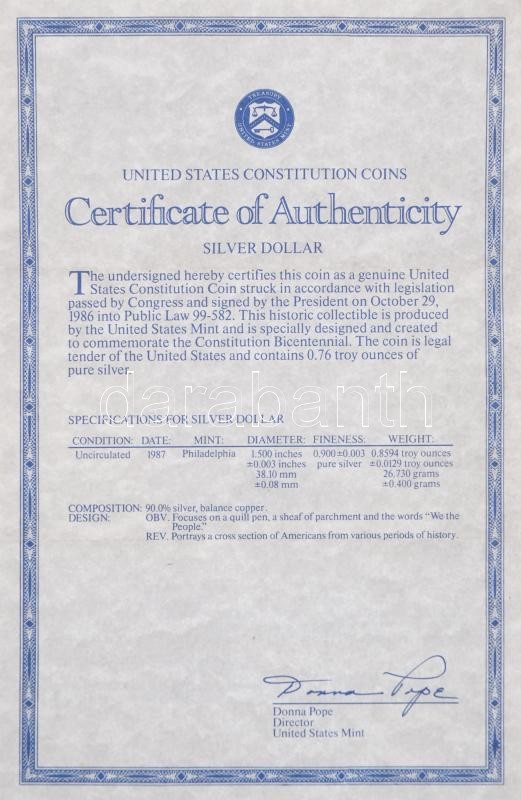 TREASURY
UNITED STATES MINT
UNITED STATES CONSTITUTION COINS
Certificate of Authenticity
SILVER DOLLAR
The undersigned hereby certifies this coin as a genuine United
States Constitution Coin struck in accordance with legislation
passed by Congress and signed by the President on October 29,
1986 into Public Law 99-582. This historic collectible is produced
by the United States Mint and is specially designed and created
to commemorate the Constitution Bicentennial. The coin is legal
tender of the United States and contains 0.76 troy ounces of
pure silver.
darabanth
SPECIFICATIONS FOR SILVER DOLLAR
CONDITION: DATE: MINT: DIAMETER: FINENESS: WEIGHT:
Uncirculated 1987 Philadelphia 1.500 inches 0.900±0.003 0.8594 troy ounces
±0.003 inches pure silver ±0.0129 troy ounces
38.10 mm 26.730 grams
±0.08 mm ±0.400 grams
COMPOSITION: 90.0% silver, balance copper.
DESIGN: OBV. Focuses on a quill pen, a sheaf of parchment and the words "We the
People."
REV. Portrays a cross section of Americans from various periods of history.
Donna Pope
Donna Pope
Director
United States Mint